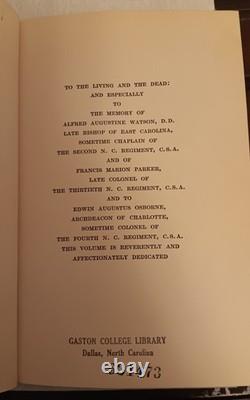 TO THE LIVING AND THE DEAD:
AND ESPECIALLY
TO
THE MEMORY OF
ALFRED AUGUSTINE WATSON, D.D.
LATE BISHOP OF EAST CAROLINA,
SOMETIME CHAPLAIN OF
THE SECOND N. C. REGIMENT, C.S.A.
AND OF
FRANCIS MARION PARKER,
LATE COLONEL OF
THE THIRTIETH N. C. REGIMENT, C.S.A.
AND TO
EDWIN AUGUSTUS OSBORNE,
ARCHDEACON OF CHARLOTTE,
SOMETIME COLONEL OF
THE FOURTH N. C. REGIMENT, C.S.A.
THIS VOLUME IS REVERENTLY AND
AFFECTIONATELY DEDICATED
GASTON COLLEGE LIBRARY
Dallas, North Carolina
73
ebay